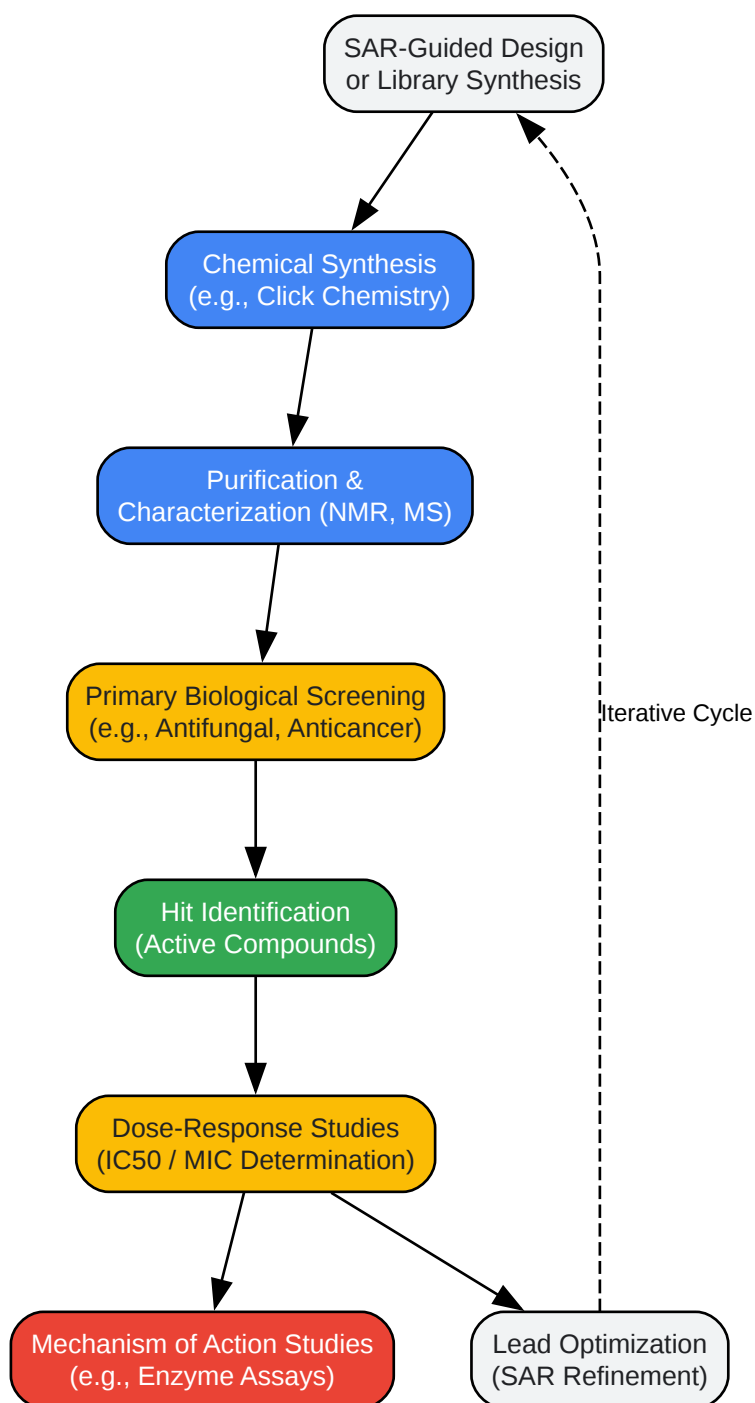 SAR-Guided Design
or Library Synthesis
Chemical Synthesis
(e.g., Click Chemistry)
Purification &
Characterization (NMR, MS)
Primary Biological Screening
(e.g., Antifungal, Anticancer)
Iterative Cycle
Hit Identification
(Active Compounds)
Dose-Response Studies
(IC50 / MIC Determination)
Mechanism of Action Studies
(e.g., Enzyme Assays)
Lead Optimization
(SAR Refinement)